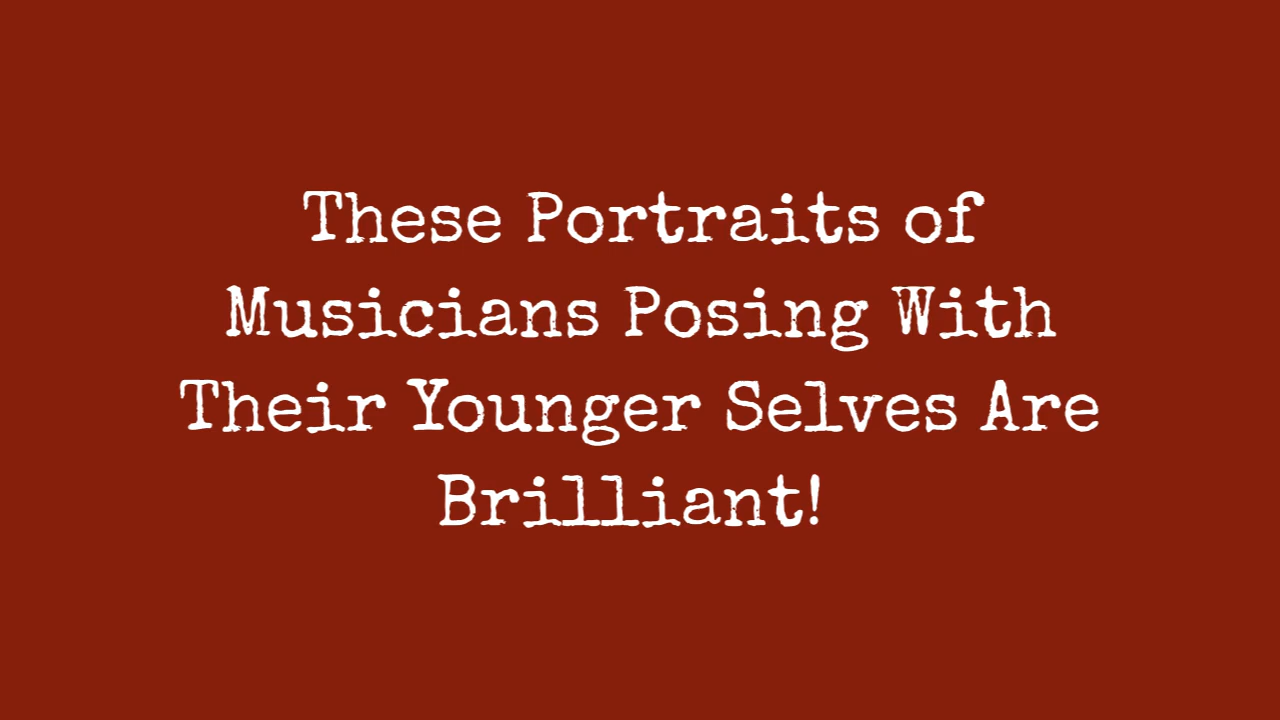 These Portraits of
Musicians Posing With
Their Younger Selves Are
Brilliant!